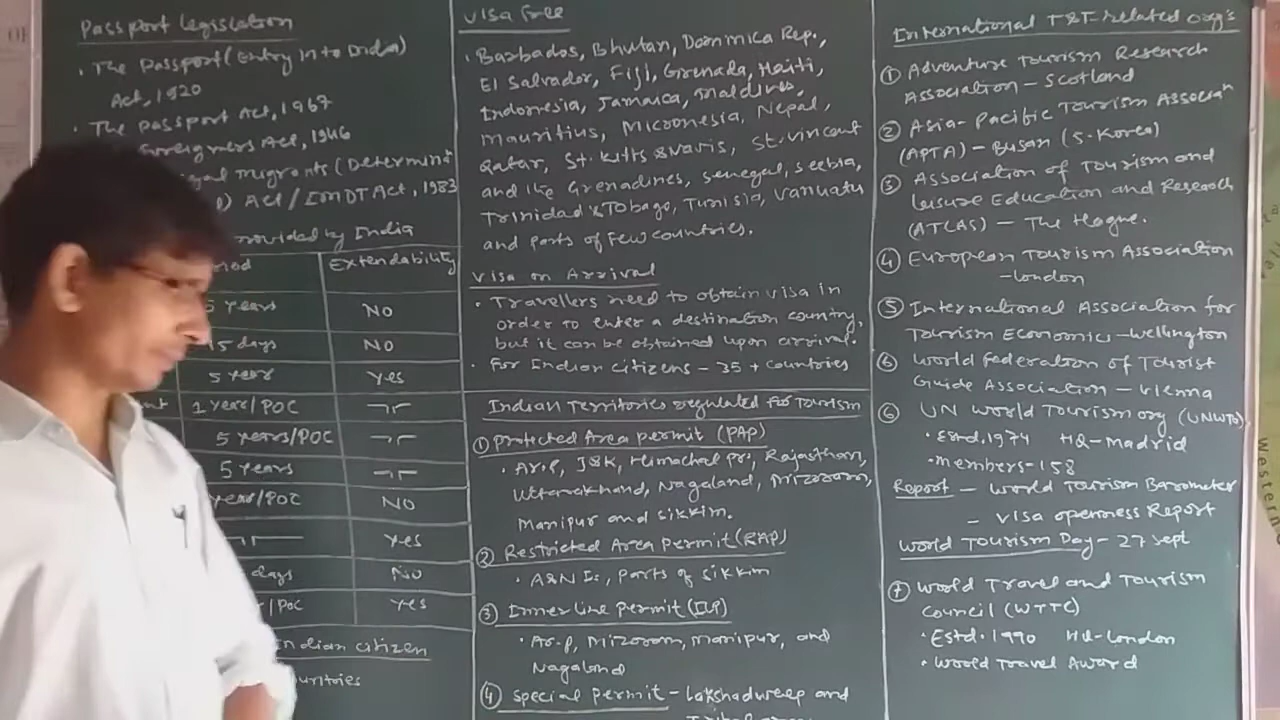 Passport legislation
• The Passport (Entry into India)
Act, 1920
• The Passport Act, 1967
Foreigners Act, 1946
migrants (Determinat
Act / IMDT Act, 1983
rovided by India
riod Extendability
5 Years NO
15 days NO
5 Year Yes
1 Year/POC
5 Years/POC
5 Years
Year/POC NO
Yes
days No
/POC Yes
Indian Citizen
ountries
Visa Free
• Barbados, Bhutan, Dominica Rep.,
El Salvador, Fiji, Grenada, Haiti,
Indonesia, Jamaica, Maldives,
Mauritius, Micronesia, Nepal,
Qatar, St. Kitts & Navis, St. Vincent
and the Grenadines, Senegal, Serbia,
Trinidad & Tobago, Tunisia, Vanuatu
and Parts of Few countries.
Visa on Arrival
• Travellers need to obtain visa in
order to enter a destination country,
but it can be obtained upon arrival.
• For Indian Citizens - 35 + countries
Indian Territories regulated for Tourism
① Protected Area Permit (PAP)
• Ar.P, J&K, Himachal Pr., Rajasthan,
Uttarakhand, Nagaland, Mizoram,
Manipur and Sikkim.
② Restricted Area Permit (RAP)
• A&N Is, Parts of Sikkim
③ Inner line permit (ILP)
• Ar.P, Mizoram, Manipur, and
Nagaland
④ Special Permit - Lakshadweep and
International T&T related org's
① Adventure Tourism Research
Association - Scotland
② Asia-Pacific Tourism Associan
(APTA) - Busan (S. Korea)
③ Association of Tourism and
leisure Education and Research
(ATLAS) - The Hague.
④ European Tourism Association
- London
⑤ International Association for
Tourism Economics - Wellington
⑥ World Federation of Tourist
Guide Association - Vienna
⑥ UN World Tourism org (UNWTO)
• Estd. 1974 HQ - Madrid
• Members - 158
Report - World Tourism Barometer
- Visa openness Report
World Tourism Day - 27 Sept
⑦ World Travel and Tourism
Council (WTTC)
• Estd. 1990 HQ - London
• World Travel Award
Western